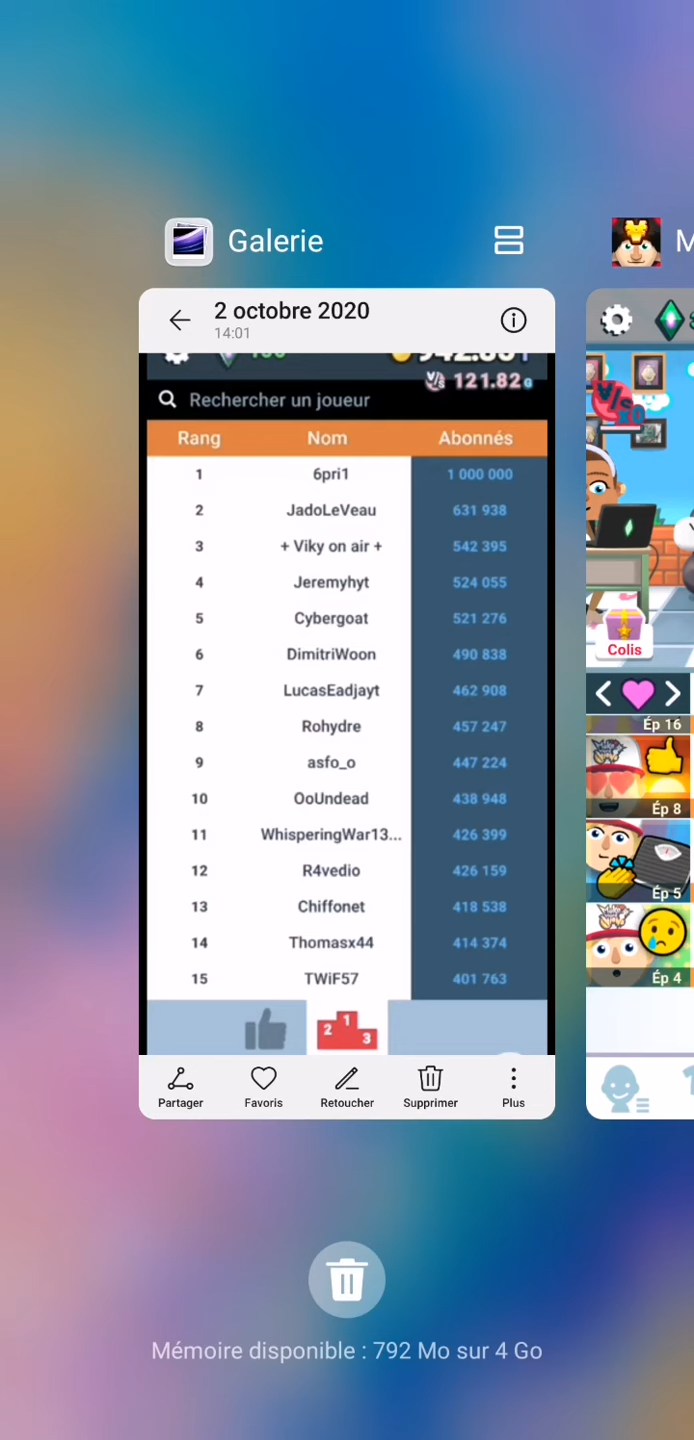 Galerie
M
2 octobre 2020
14:01
121.82G
Rechercher un joueur
Rang Nom Abonnés
1 6pri1 1 000 000
2 JadoLeVeau 631 938
3 + Viky on air + 542 395
4 Jeremyhyt 524 055
5 Cybergoat 521 276
6 DimitriWoon 490 838
7 LucasEadjayt 462 908
8 Rohydre 457 247
9 asfo_o 447 224
10 OoUndead 438 948
11 WhisperingWar13... 426 399
12 R4vedio 426 159
13 Chiffonet 418 538
14 Thomasx44 414 374
15 TWiF57 401 763
2 1 3
Partager Favoris Retoucher Supprimer Plus
Colis
Ép 16
Ép 8
Ép 5
Ép 4
Mémoire disponible : 792 Mo sur 4 Go